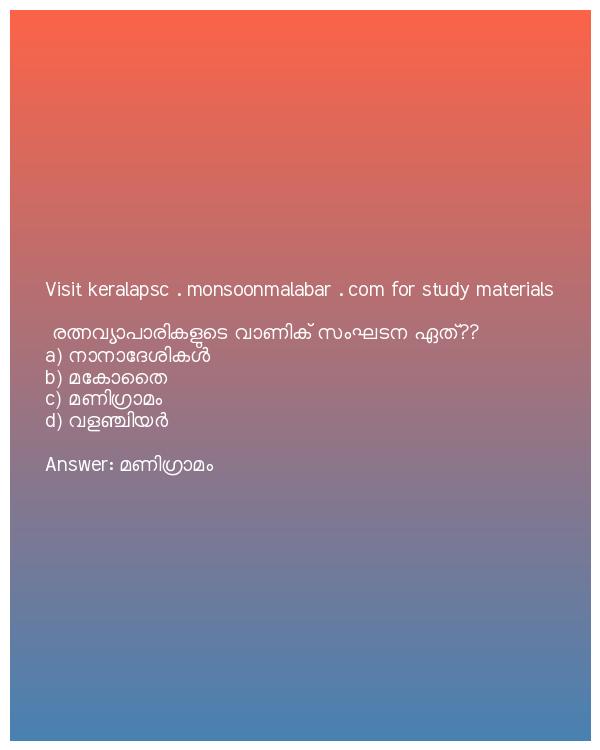 Visit keralapsc . monsoonmalabar . com for study materials
രത്നവ്യാപാരികളുടെ വാണിക് സംഘടന ഏത്??
a) നാനാദേശികൾ
b) മകോതൈ
c) മണിഗ്രാമം
d) വളഞ്ചിയർ
Answer: മണിഗ്രാമം